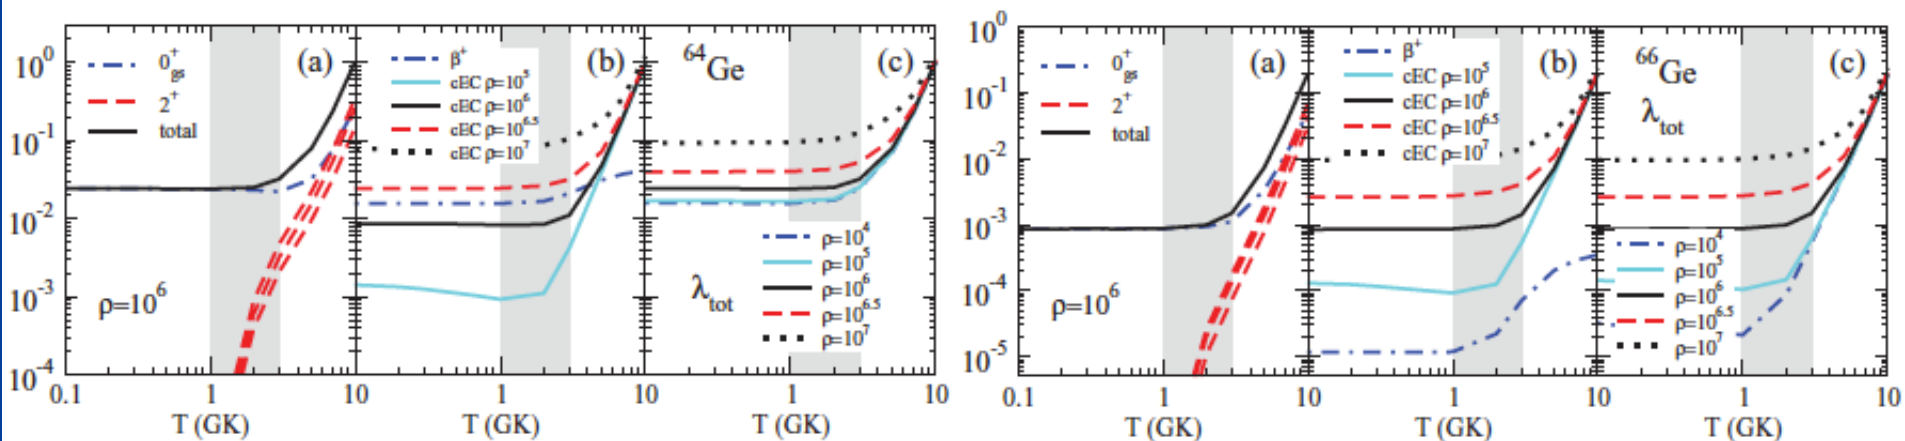 10^0
10^-1
10^-2
10^-3
10^-4
(a)
0^+_gs
2^+
total
ρ=10^6
0.1
1
10
T (GK)
(b)
β^+
cEC ρ=10^5
cEC ρ=10^6
cEC ρ=10^6.5
cEC ρ=10^7
1
10
T (GK)
^64Ge
(c)
ρ=10^4
ρ=10^5
ρ=10^6
ρ=10^6.5
ρ=10^7
λ_tot
1
10
T (GK)
10^0
10^-1
10^-2
10^-3
10^-4
10^-5
(a)
0^+_gs
2^+
total
ρ=10^6
0.1
1
10
T (GK)
(b)
β^+
cEC ρ=10^5
cEC ρ=10^6
cEC ρ=10^6.5
cEC ρ=10^7
1
10
T (GK)
^66Ge
λ_tot
(c)
ρ=10^4
ρ=10^5
ρ=10^6
ρ=10^6.5
ρ=10^7
1
10
T (GK)